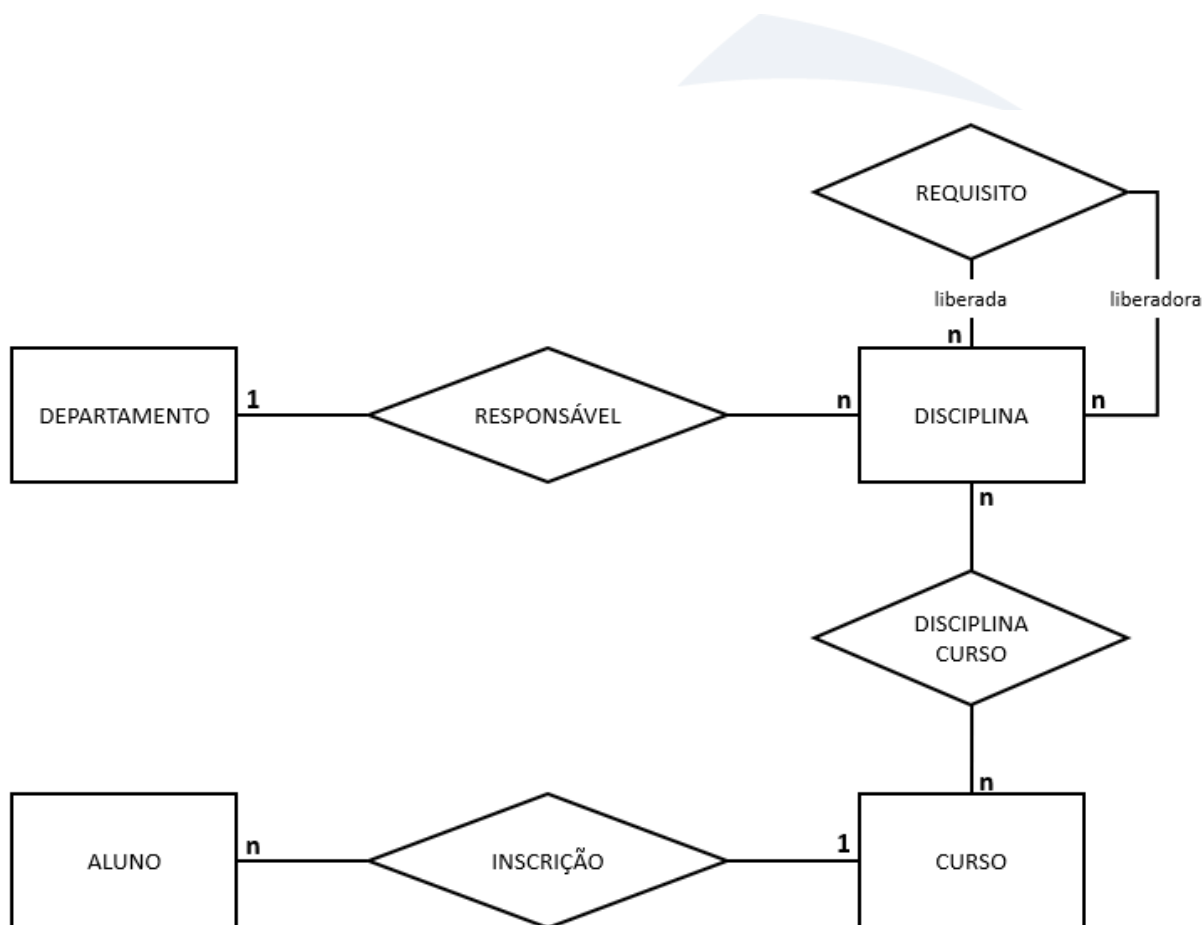 REQUISITO
liberada
liberadora
n
DEPARTAMENTO
1
RESPONSÁVEL
n
DISCIPLINA
n
n
DISCIPLINA
CURSO
n
ALUNO
n
INSCRIÇÃO
1
CURSO